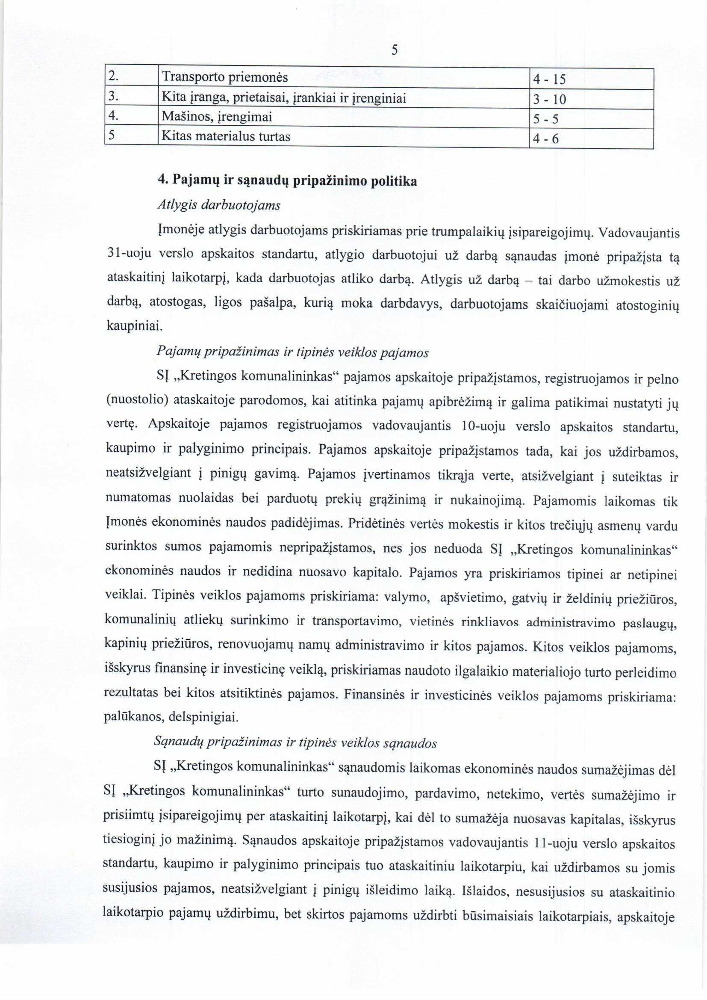 5
2. Transporto priemonės 4 - 15
3. Kita įranga, prietaisai, įrankiai ir įrenginiai 3 - 10
4. Mašinos, įrengimai 5 - 5
5 Kitas materialus turtas 4 - 6
4. Pajamų ir sąnaudų pripažinimo politika
Atlygis darbuotojams
Įmonėje atlygis darbuotojams priskiriamas prie trumpalaikių įsipareigojimų. Vadovaujantis
31-uoju verslo apskaitos standartu, atlygio darbuotojui už darbą sąnaudas įmonė pripažįsta tą
ataskaitinį laikotarpį, kada darbuotojas atliko darbą. Atlygis už darbą – tai darbo užmokestis už
darbą, atostogas, ligos pašalpa, kurią moka darbdavys, darbuotojams skaičiuojami atostoginių
kaupiniai.
Pajamų pripažinimas ir tipinės veiklos pajamos
SĮ „Kretingos komunalininkas“ pajamos apskaitoje pripažįstamos, registruojamos ir pelno
(nuostolio) ataskaitoje parodomos, kai atitinka pajamų apibrėžimą ir galima patikimai nustatyti jų
vertę. Apskaitoje pajamos registruojamos vadovaujantis 10-uoju verslo apskaitos standartu,
kaupimo ir palyginimo principais. Pajamos apskaitoje pripažįstamos tada, kai jos uždirbamos,
neatsižvelgiant į pinigų gavimą. Pajamos įvertinamos tikrąja verte, atsižvelgiant į suteiktas ir
numatomas nuolaidas bei parduotų prekių grąžinimą ir nukainojimą. Pajamomis laikomas tik
Įmonės ekonominės naudos padidėjimas. Pridėtinės vertės mokestis ir kitos trečiųjų asmenų vardu
surinktos sumos pajamomis nepripažįstamos, nes jos neduoda SĮ „Kretingos komunalininkas“
ekonominės naudos ir nedidina nuosavo kapitalo. Pajamos yra priskiriamos tipinei ar netipinei
veiklai. Tipinės veiklos pajamoms priskiriama: valymo, apšvietimo, gatvių ir želdinių priežiūros,
komunalinių atliekų surinkimo ir transportavimo, vietinės rinkliavos administravimo paslaugų,
kapinių priežiūros, renovuojamų namų administravimo ir kitos pajamos. Kitos veiklos pajamoms,
išskyrus finansinę ir investicinę veiklą, priskiriamas naudoto ilgalaikio materialiojo turto perleidimo
rezultatas bei kitos atsitiktinės pajamos. Finansinės ir investicinės veiklos pajamoms priskiriama:
palūkanos, delspinigiai.
Sąnaudų pripažinimas ir tipinės veiklos sąnaudos
SĮ „Kretingos komunalininkas“ sąnaudomis laikomas ekonominės naudos sumažėjimas dėl
SĮ „Kretingos komunalininkas“ turto sunaudojimo, pardavimo, netekimo, vertės sumažėjimo ir
prisiimtų įsipareigojimų per ataskaitinį laikotarpį, kai dėl to sumažėja nuosavas kapitalas, išskyrus
tiesioginį jo mažinimą. Sąnaudos apskaitoje pripažįstamos vadovaujantis 11-uoju verslo apskaitos
standartu, kaupimo ir palyginimo principais tuo ataskaitiniu laikotarpiu, kai uždirbamos su jomis
susijusios pajamos, neatsižvelgiant į pinigų išleidimo laiką. Išlaidos, nesusijusios su ataskaitinio
laikotarpio pajamų uždirbimu, bet skirtos pajamoms uždirbti būsimaisiais laikotarpiais, apskaitoje